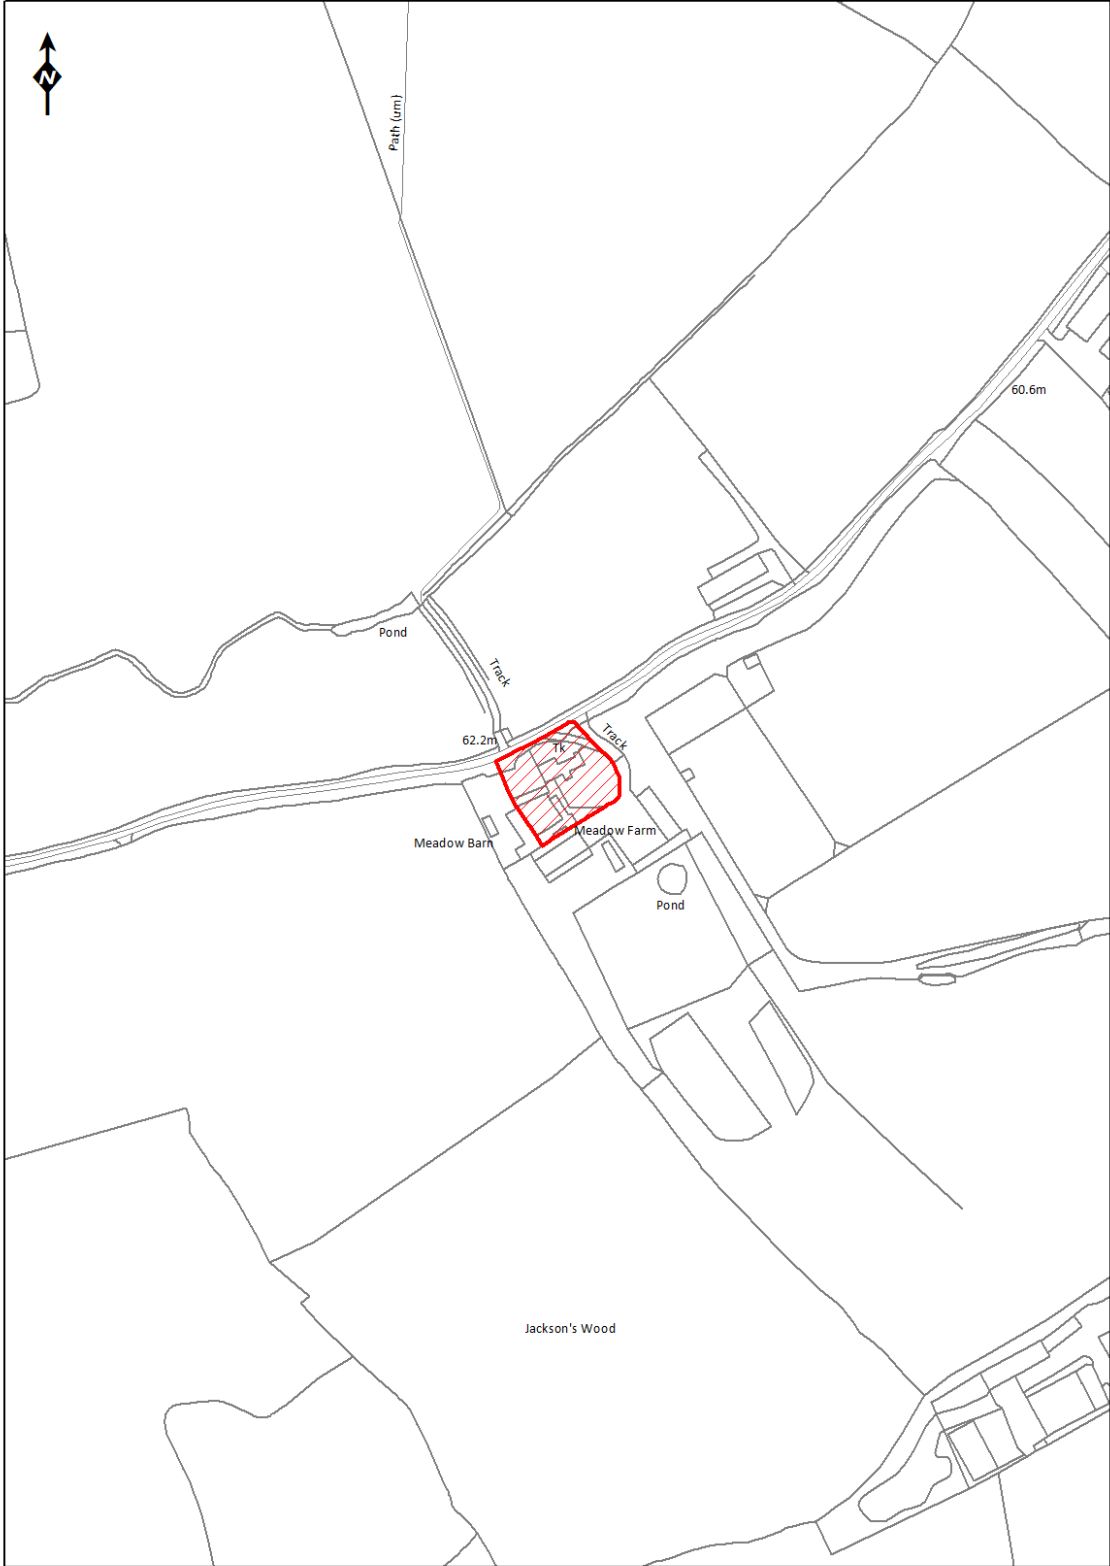 N
Path (um)
60.6m
Pond
Track
62.2m
Track
Tk
Meadow Farm
Meadow Barn
Pond
Jackson's Wood